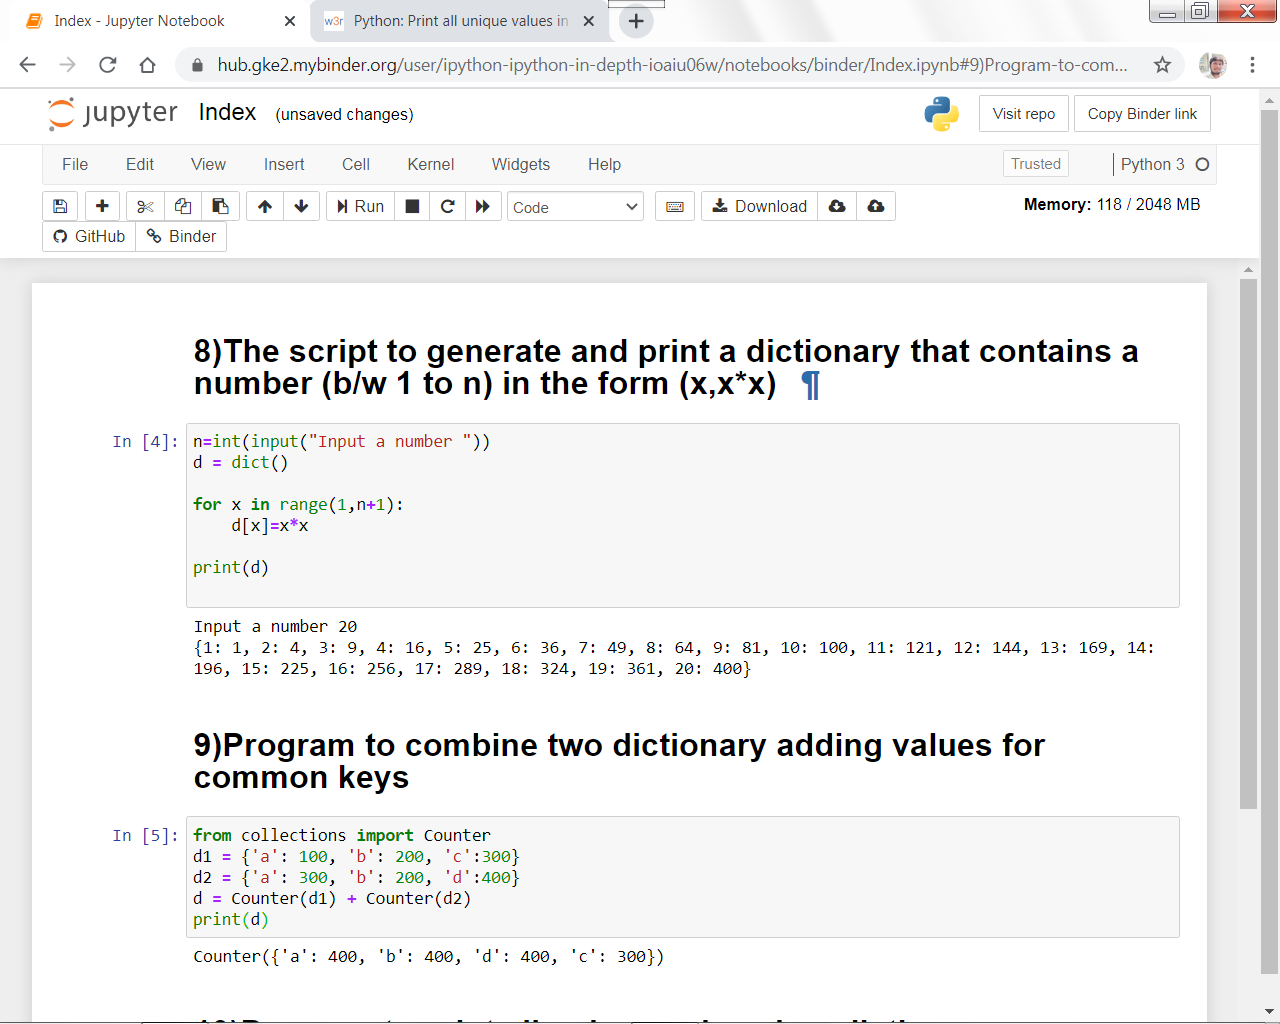 Index - Jupyter Notebook
w3r Python: Print all unique values in
hub.gke2.mybinder.org/user/ipython-ipython-in-depth-ioaiu06w/notebooks/binder/Index.ipynb#9)Program-to-com...
jupyter Index (unsaved changes)
Visit repo Copy Binder link
File Edit View Insert Cell Kernel Widgets Help Trusted Python 3
Run Code Download Memory: 118 / 2048 MB
GitHub Binder
8)The script to generate and print a dictionary that contains a
number (b/w 1 to n) in the form (x,x*x) ¶
In [4]: n=int(input("Input a number "))
d = dict()
for x in range(1,n+1):
d[x]=x*x
print(d)
Input a number 20
{1: 1, 2: 4, 3: 9, 4: 16, 5: 25, 6: 36, 7: 49, 8: 64, 9: 81, 10: 100, 11: 121, 12: 144, 13: 169, 14:
196, 15: 225, 16: 256, 17: 289, 18: 324, 19: 361, 20: 400}
9)Program to combine two dictionary adding values for
common keys
In [5]: from collections import Counter
d1 = {'a': 100, 'b': 200, 'c':300}
d2 = {'a': 300, 'b': 200, 'd':400}
d = Counter(d1) + Counter(d2)
print(d)
Counter({'a': 400, 'b': 400, 'd': 400, 'c': 300})